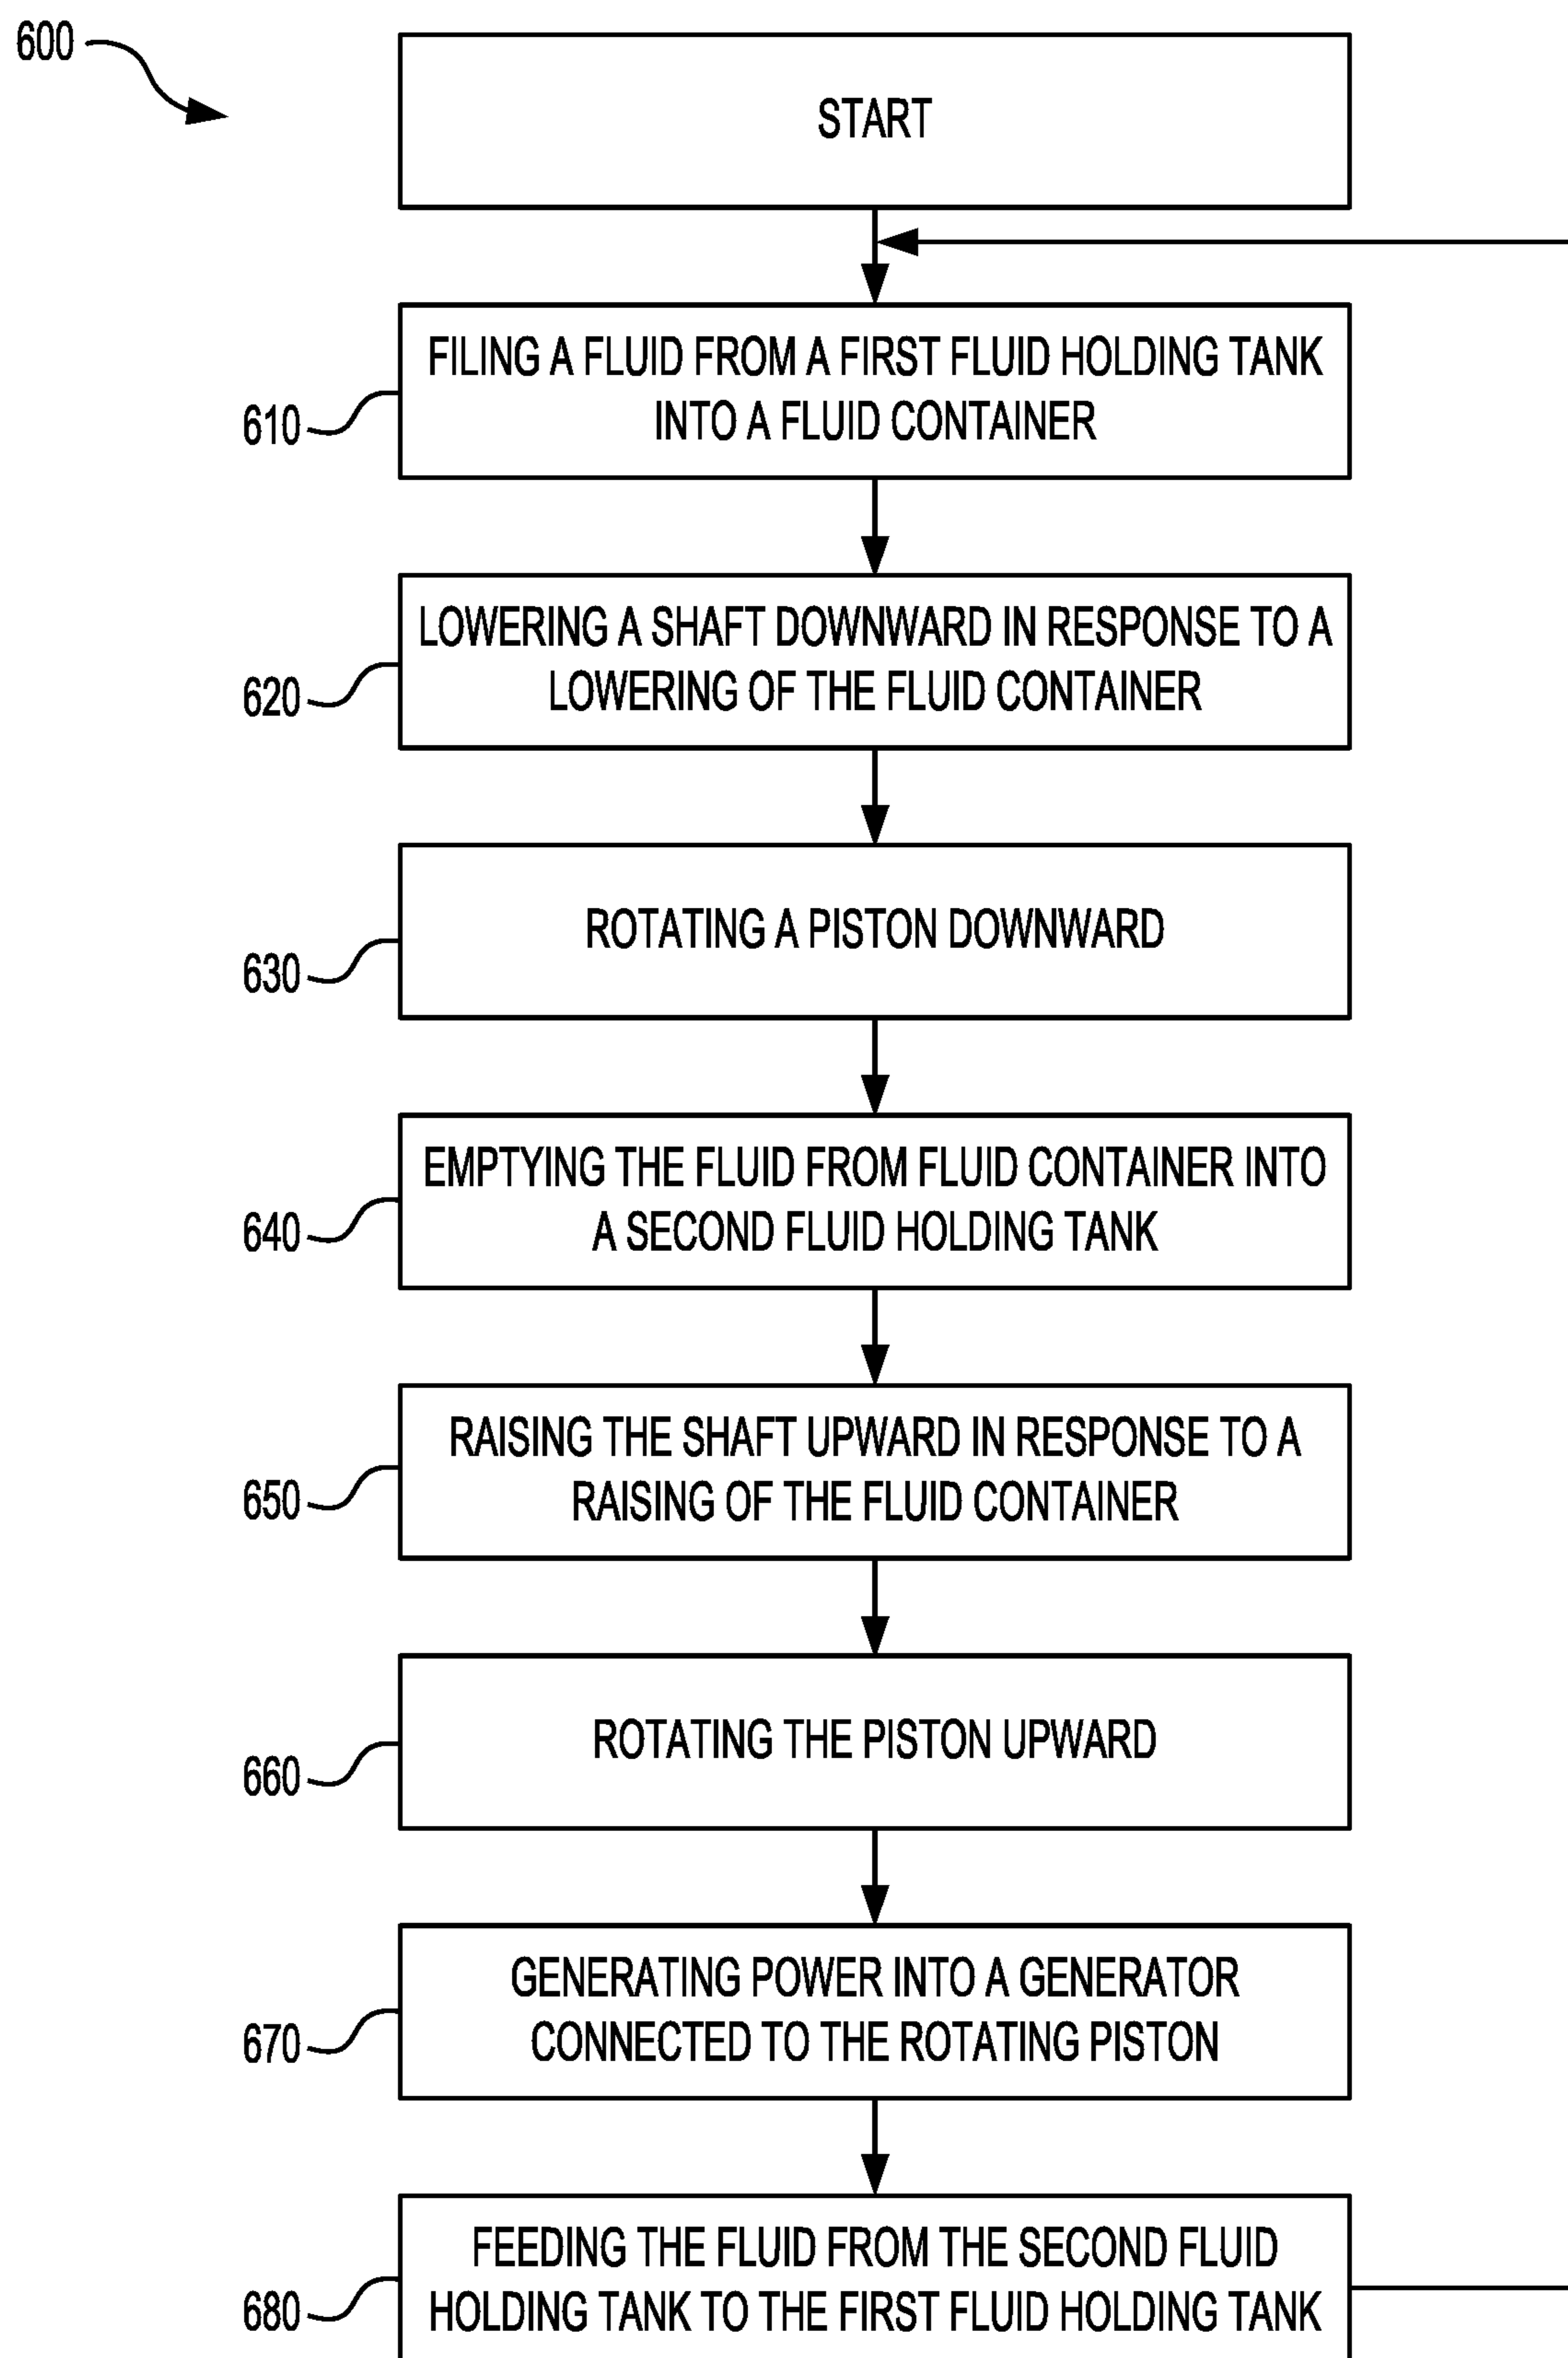 600
START
610
FILING A FLUID FROM A FIRST FLUID HOLDING TANK
INTO A FLUID CONTAINER
620
LOWERING A SHAFT DOWNWARD IN RESPONSE TO A
LOWERING OF THE FLUID CONTAINER
630
ROTATING A PISTON DOWNWARD
640
EMPTYING THE FLUID FROM FLUID CONTAINER INTO
A SECOND FLUID HOLDING TANK
650
RAISING THE SHAFT UPWARD IN RESPONSE TO A
RAISING OF THE FLUID CONTAINER
660
ROTATING THE PISTON UPWARD
670
GENERATING POWER INTO A GENERATOR
CONNECTED TO THE ROTATING PISTON
680
FEEDING THE FLUID FROM THE SECOND FLUID
HOLDING TANK TO THE FIRST FLUID HOLDING TANK